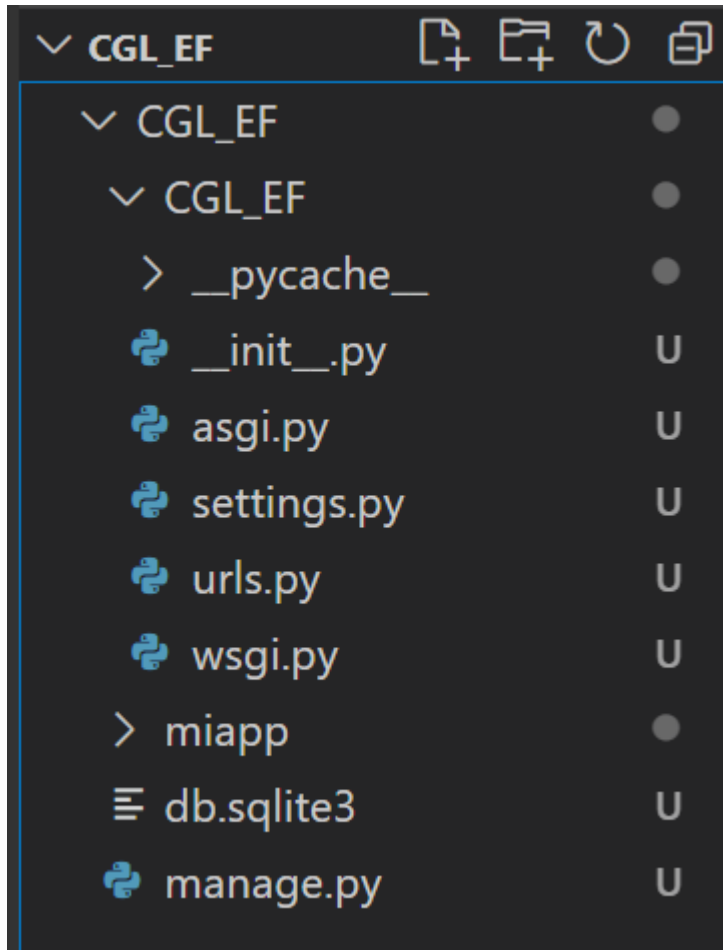 CGL_EF
CGL_EF
CGL_EF
__pycache__
__init__.py U
asgi.py U
settings.py U
urls.py U
wsgi.py U
miapp
db.sqlite3 U
manage.py U